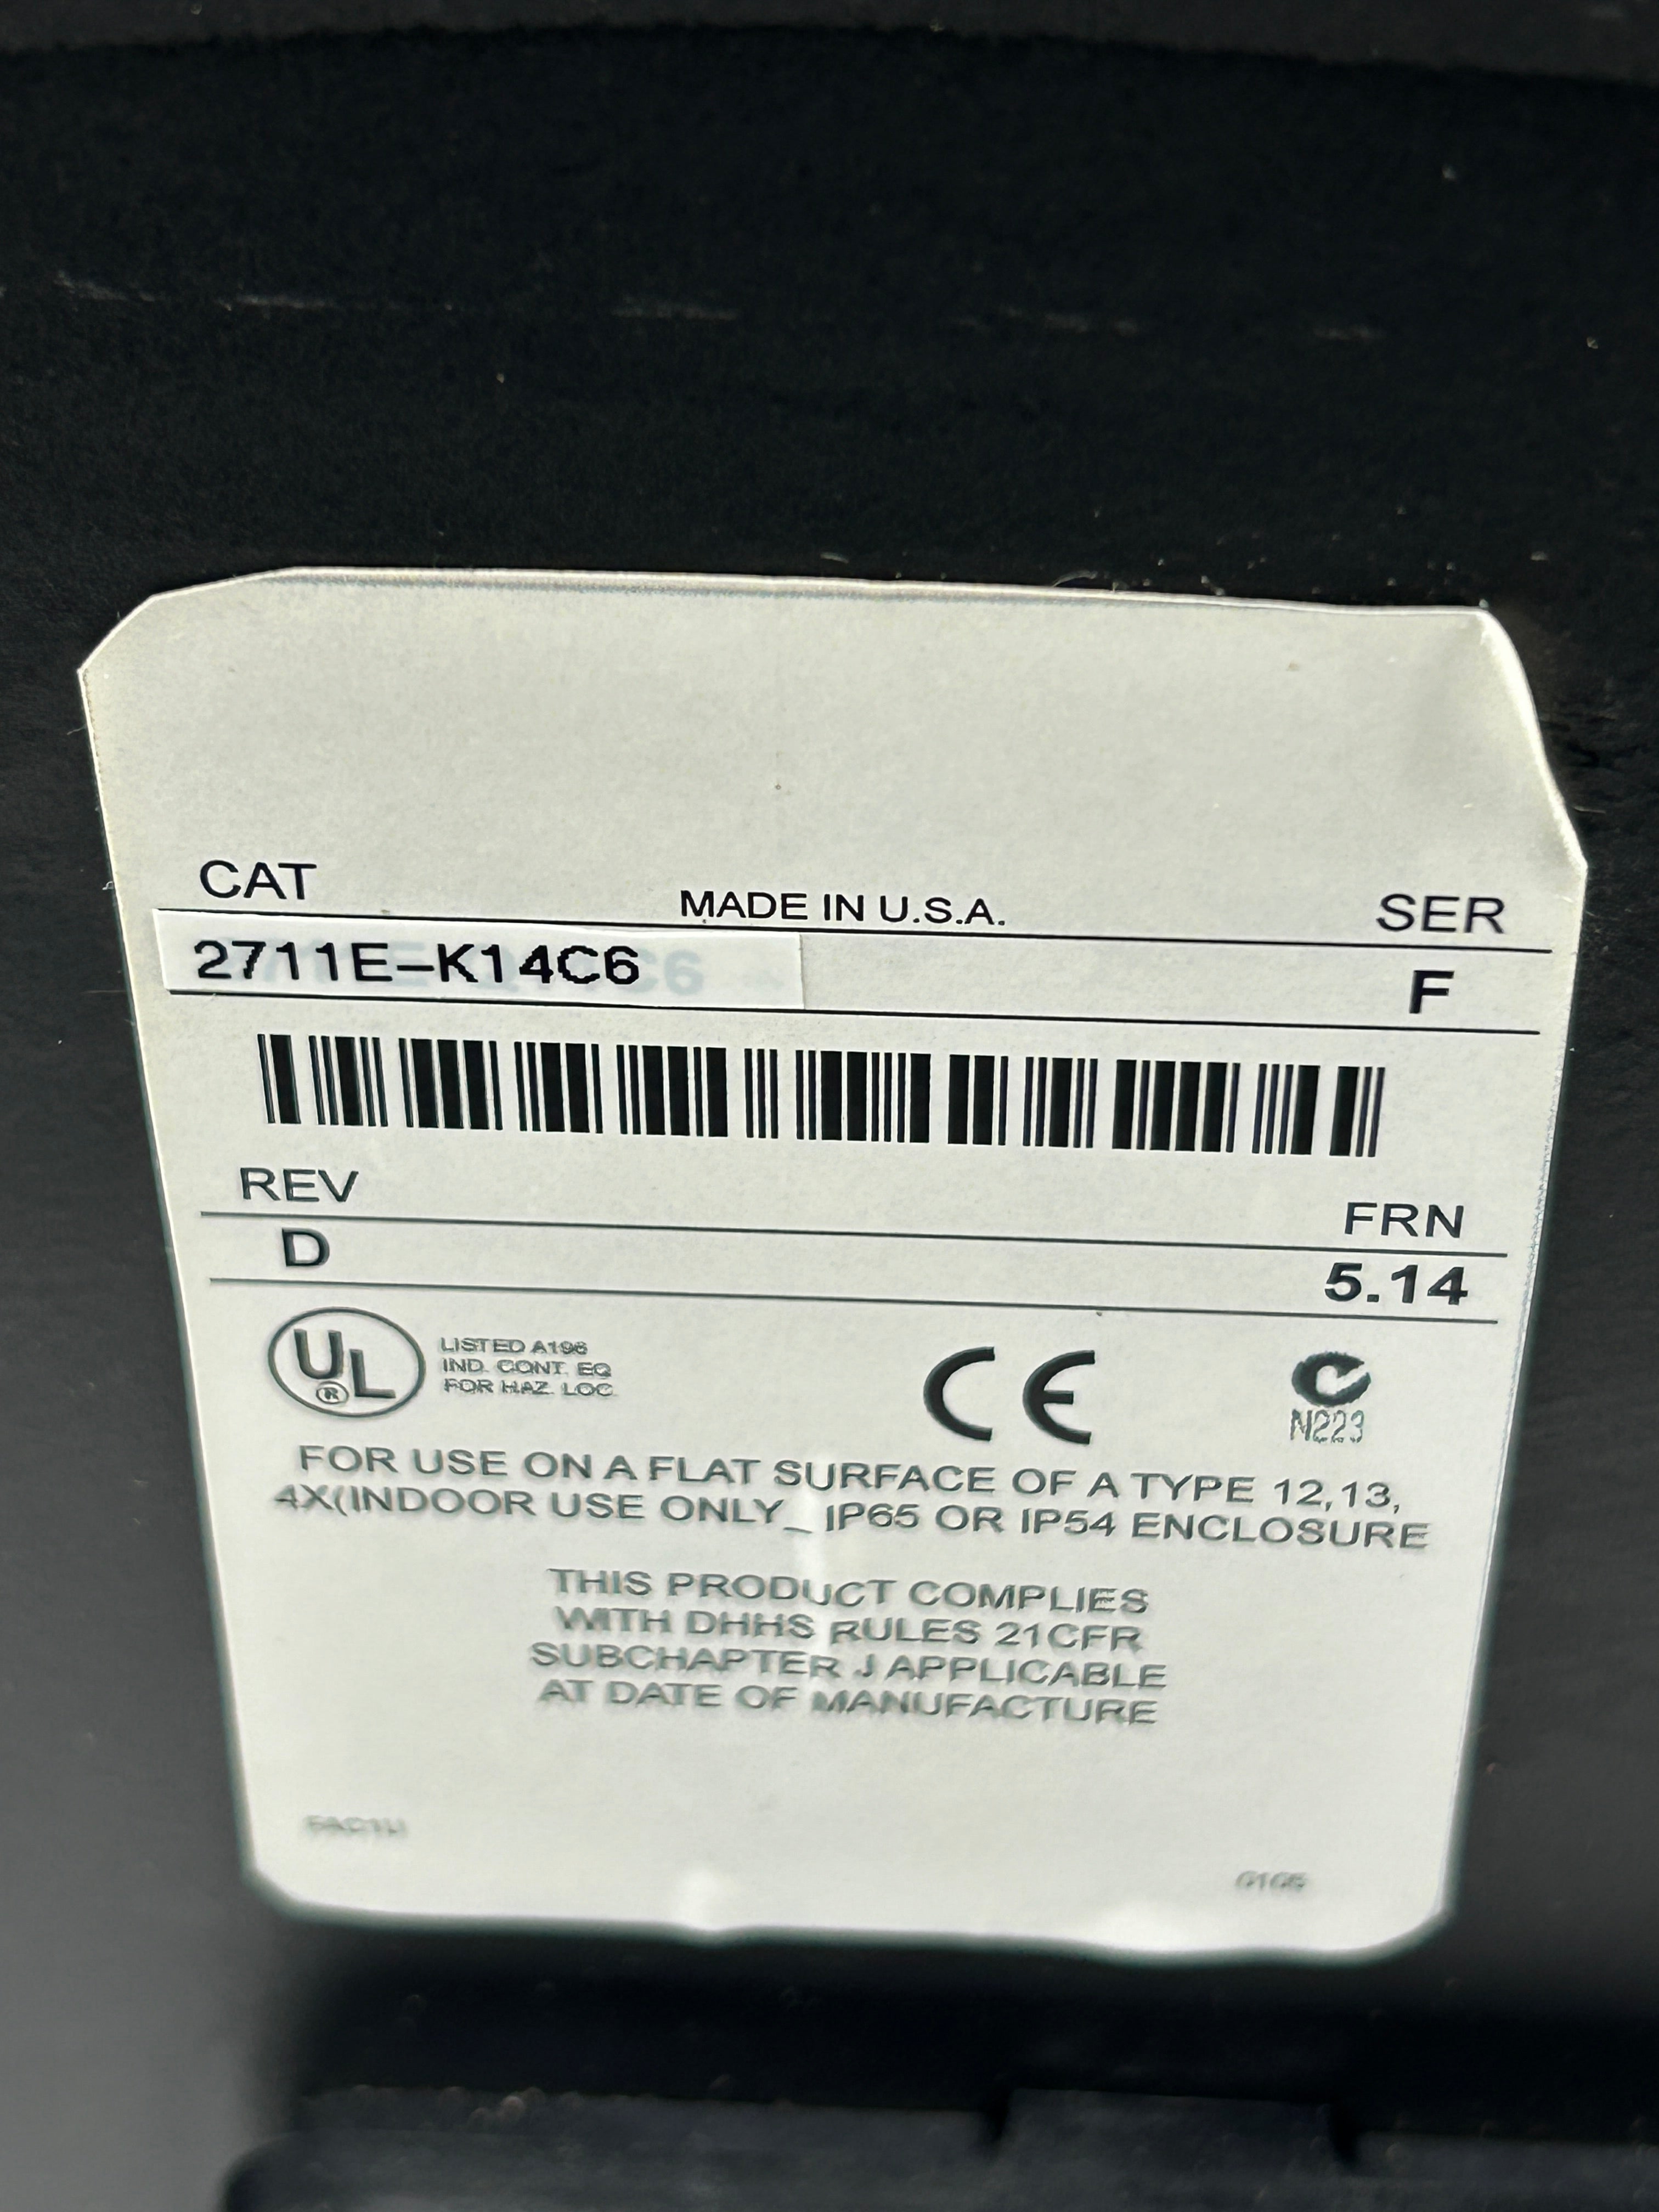 CAT
MADE IN U.S.A.
SER
2711E-K14C6
F
REV
FRN
D
5.14
UL
®
LISTED A196
IND. CONT. EQ
FOR HAZ. LOC.
CE
N223
FOR USE ON A FLAT SURFACE OF A TYPE 12,13,
4X(INDOOR USE ONLY_ IP65 OR IP54 ENCLOSURE
THIS PRODUCT COMPLIES
WITH DHHS RULES 21CFR
SUBCHAPTER J APPLICABLE
AT DATE OF MANUFACTURE